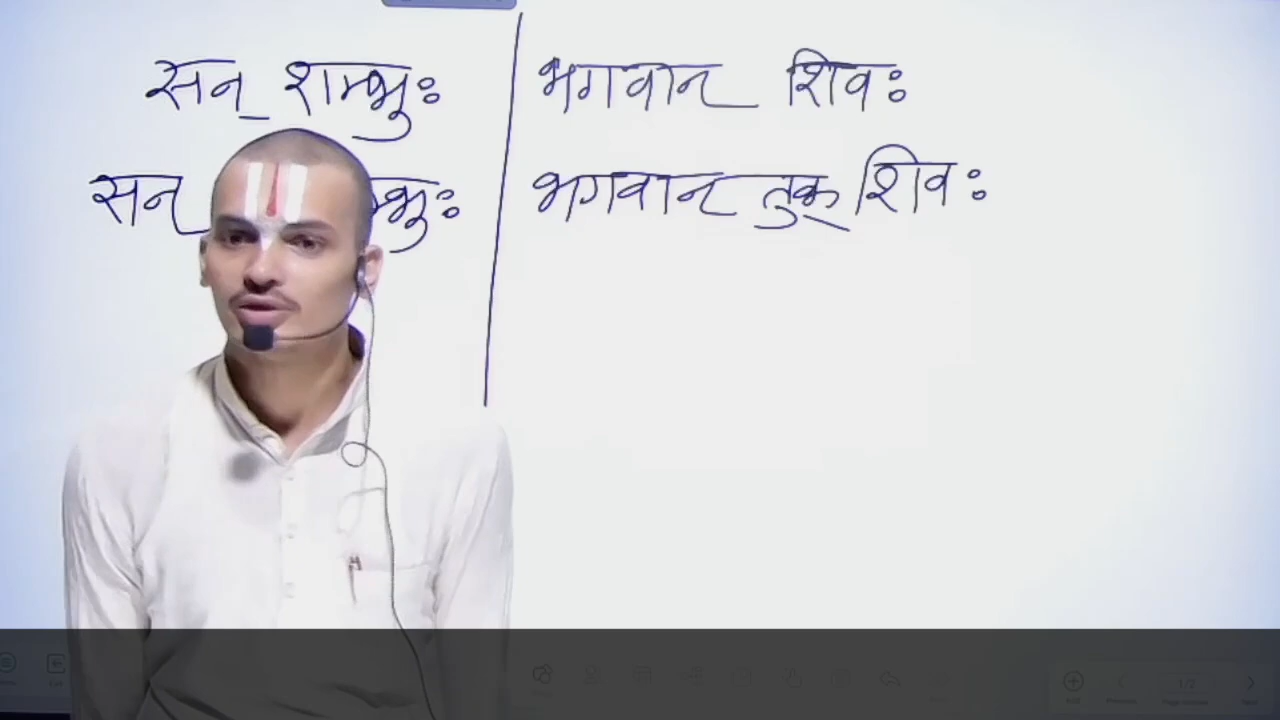 सन् शम्भुः
भगवान् शिवः
सन् म्भुः
भगवान् तुक् शिवः